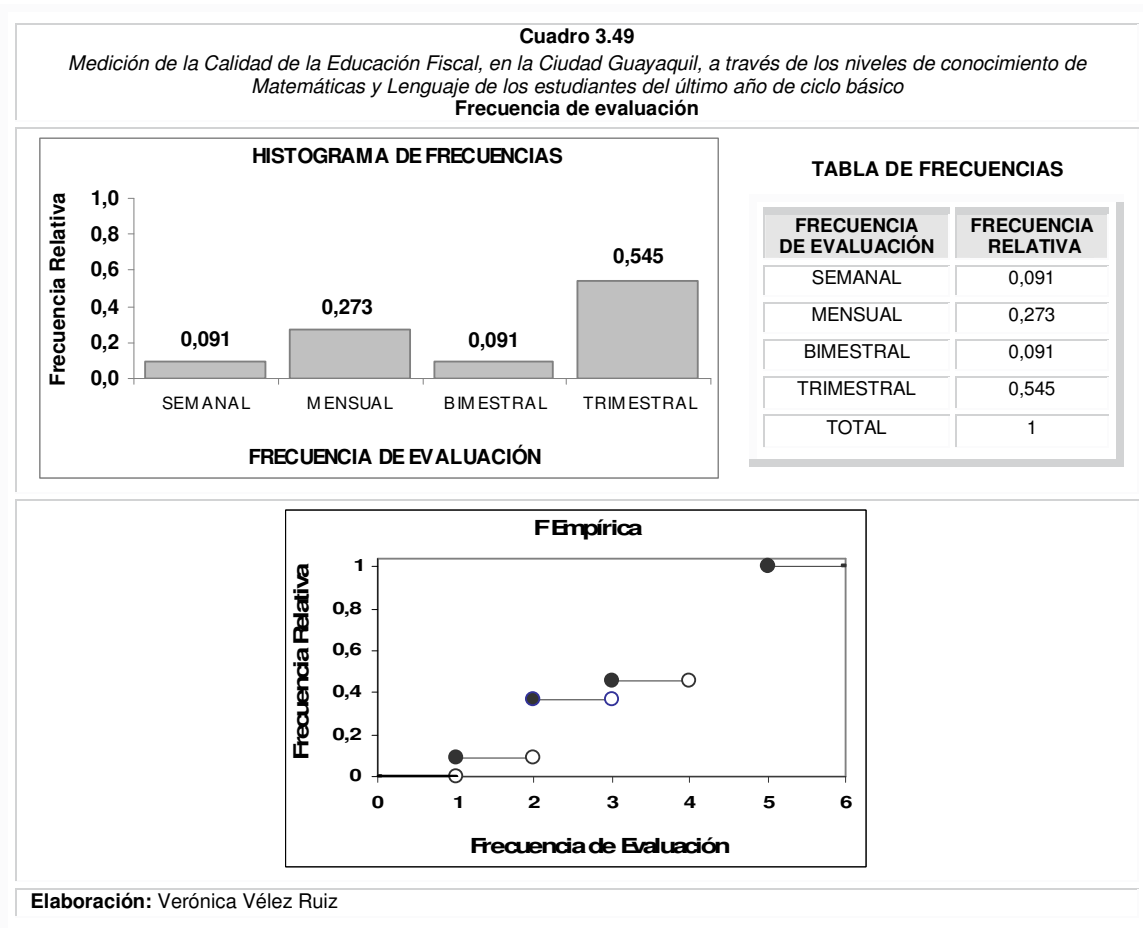 Cuadro 3.49
Medición de la Calidad de la Educación Fiscal, en la Ciudad Guayaquil, a través de los niveles de conocimiento de
Matemáticas y Lenguaje de los estudiantes del último año de ciclo básico
Frecuencia de evaluación
HISTOGRAMA DE FRECUENCIAS
Frecuencia Relativa
1,0
0,8
0,6
0,4
0,2
0,0
0,091
0,273
0,091
0,545
SEMANAL MENSUAL BIMESTRAL TRIMESTRAL
FRECUENCIA DE EVALUACIÓN
TABLA DE FRECUENCIAS
FRECUENCIA DE EVALUACIÓN FRECUENCIA RELATIVA
SEMANAL 0,091
MENSUAL 0,273
BIMESTRAL 0,091
TRIMESTRAL 0,545
TOTAL 1
F Empírica
Frecuencia Relativa
1
0,8
0,6
0,4
0,2
0
0 1 2 3 4 5 6
Frecuencia de Evaluación
Elaboración: Verónica Vélez Ruiz